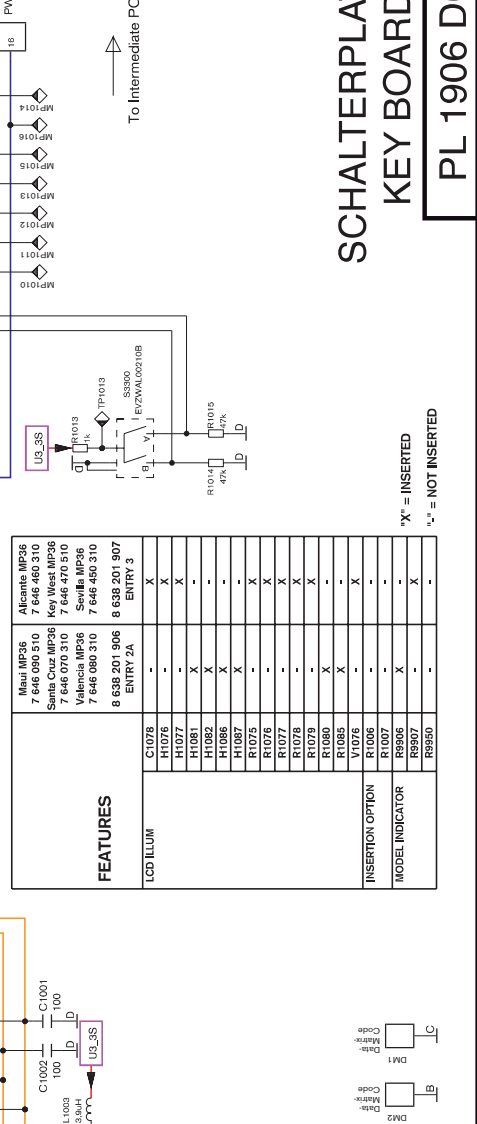 PW
16
To Intermediate PC
SCHALTERPLA
KEY BOARD
PL 1906 D
MP1014
MP1016
MP1015
MP1013
MP1012
MP1011
MP1010
U3_3S
R1013
1k
TP1013
D
S3300
EVZWAL00210B
A
B
R1015
47k
D
R1014
47k
D
FEATURES
Maui MP36
7 646 090 510
Santa Cruz MP36
7 646 070 310
Valencia MP36
7 646 080 310
8 638 201 906
ENTRY 2A
Alicante MP36
7 646 460 310
Key West MP36
7 646 470 510
Sevilla MP36
7 646 450 310
8 638 201 907
ENTRY 3
LCD ILLUM C1078 - X
H1076 - X
H1077 - X
H1081 X -
H1082 X -
H1086 X -
H1087 X -
R1075 - X
R1076 - X
R1077 - X
R1078 - X
R1079 - X
R1080 X -
R1085 X -
V1076 - X
INSERTION OPTION R1006 - -
R1007 - -
MODEL INDICATOR R9906 X -
R9907 - X
R9950 - -
"X" = INSERTED
"-" = NOT INSERTED
C1001
100
D
C1002
100
D
U3_3S
L1003
3,9uH
Data-
Matrix-
Code
DM1
C
Data-
Matrix-
Code
DM2
B